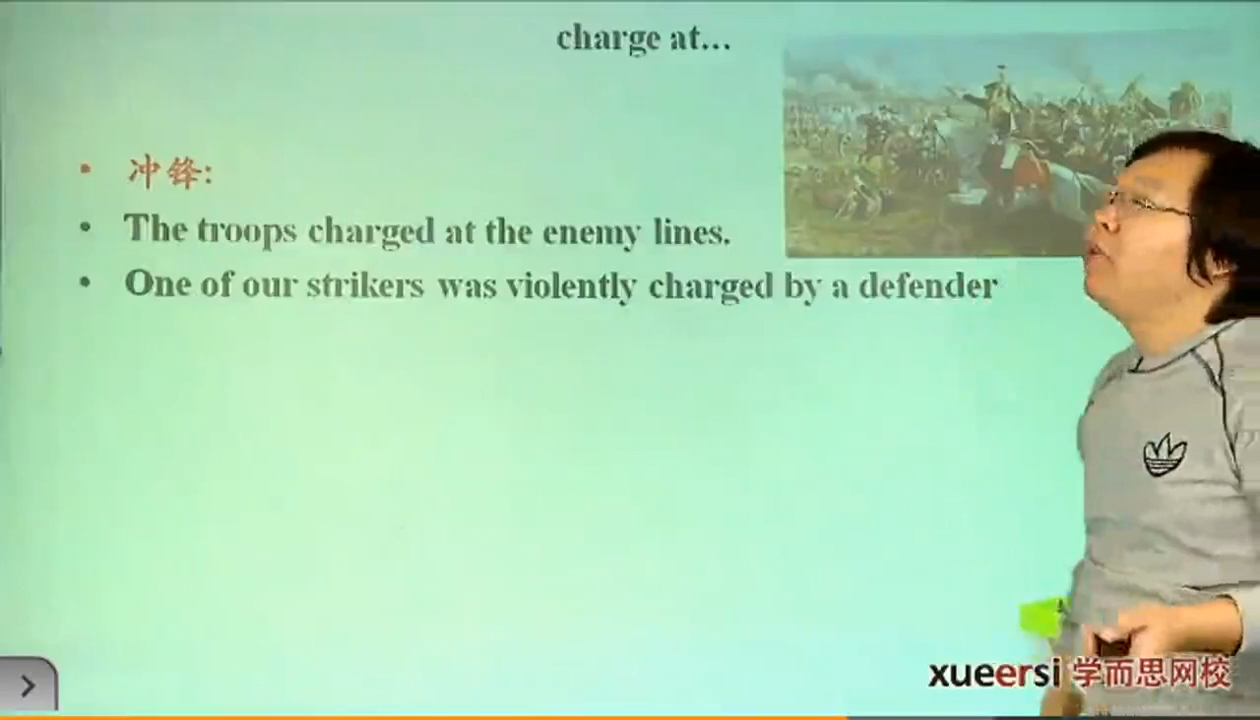 charge at...
冲锋:
The troops charged at the enemy lines.
One of our strikers was violently charged by a defender
xueersi 学而思网校